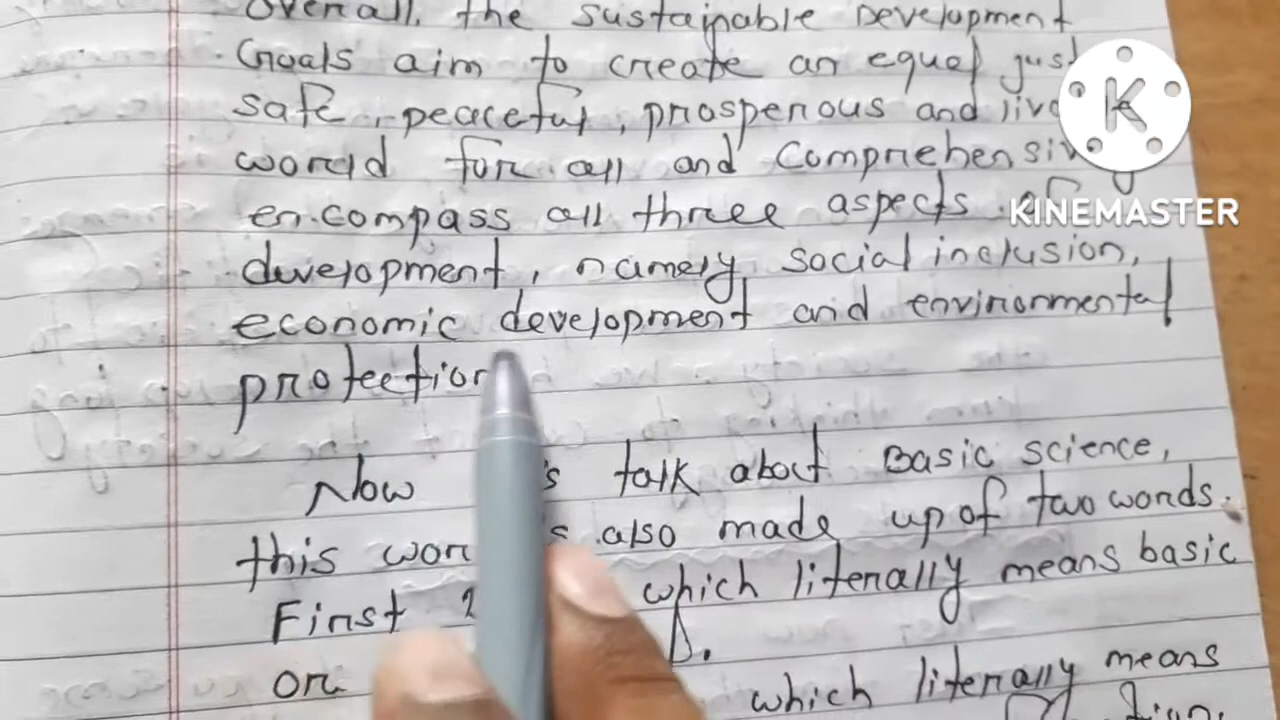 Overall, the sustainable Development
Goals aim to create an equal just
safe, peaceful, prosperous and
world for all and
encompass all three aspects of
development, namely social inclusion,
economic development and environmental
protection
Now talk about Basic science,
this also made up of two words.
First which literally means basic
or
which literally means
KINEMASTER